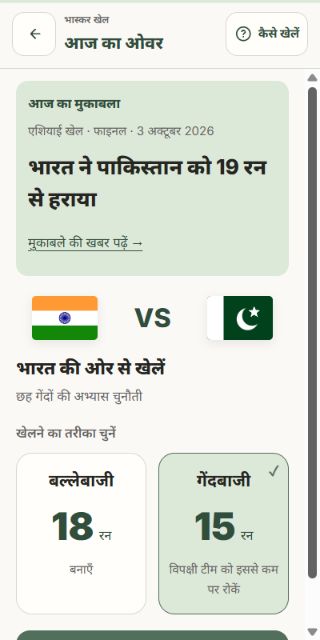 भास्कर खेल
आज का ओवर
कैसे खेलें
आज का मुकाबला
एशियाई खेल · फाइनल · 3 अक्टूबर 2026
भारत ने पाकिस्तान को 19 रन
से हराया
मुकाबले की खबर पढ़ें →
VS
भारत की ओर से खेलें
छह गेंदों की अभ्यास चुनौती
खेलने का तरीका चुनें
बल्लेबाजी
18 रन
बनाएँ
गेंदबाजी
15 रन
विपक्षी टीम को इससे कम
पर रोकें